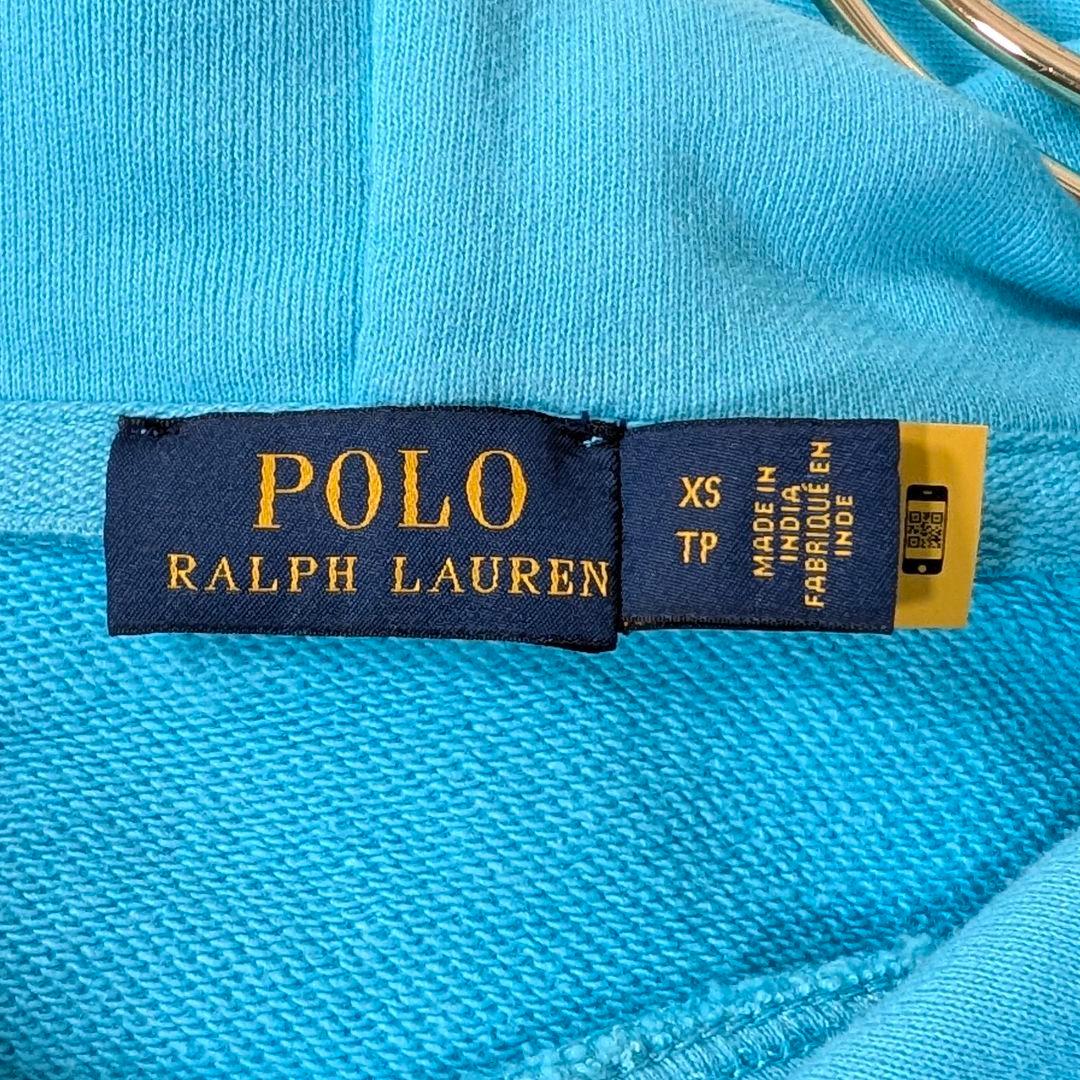 POLO
RALPH LAUREN
XS
TP
MADE IN
INDIA
FABRIQUÉ EN
INDE